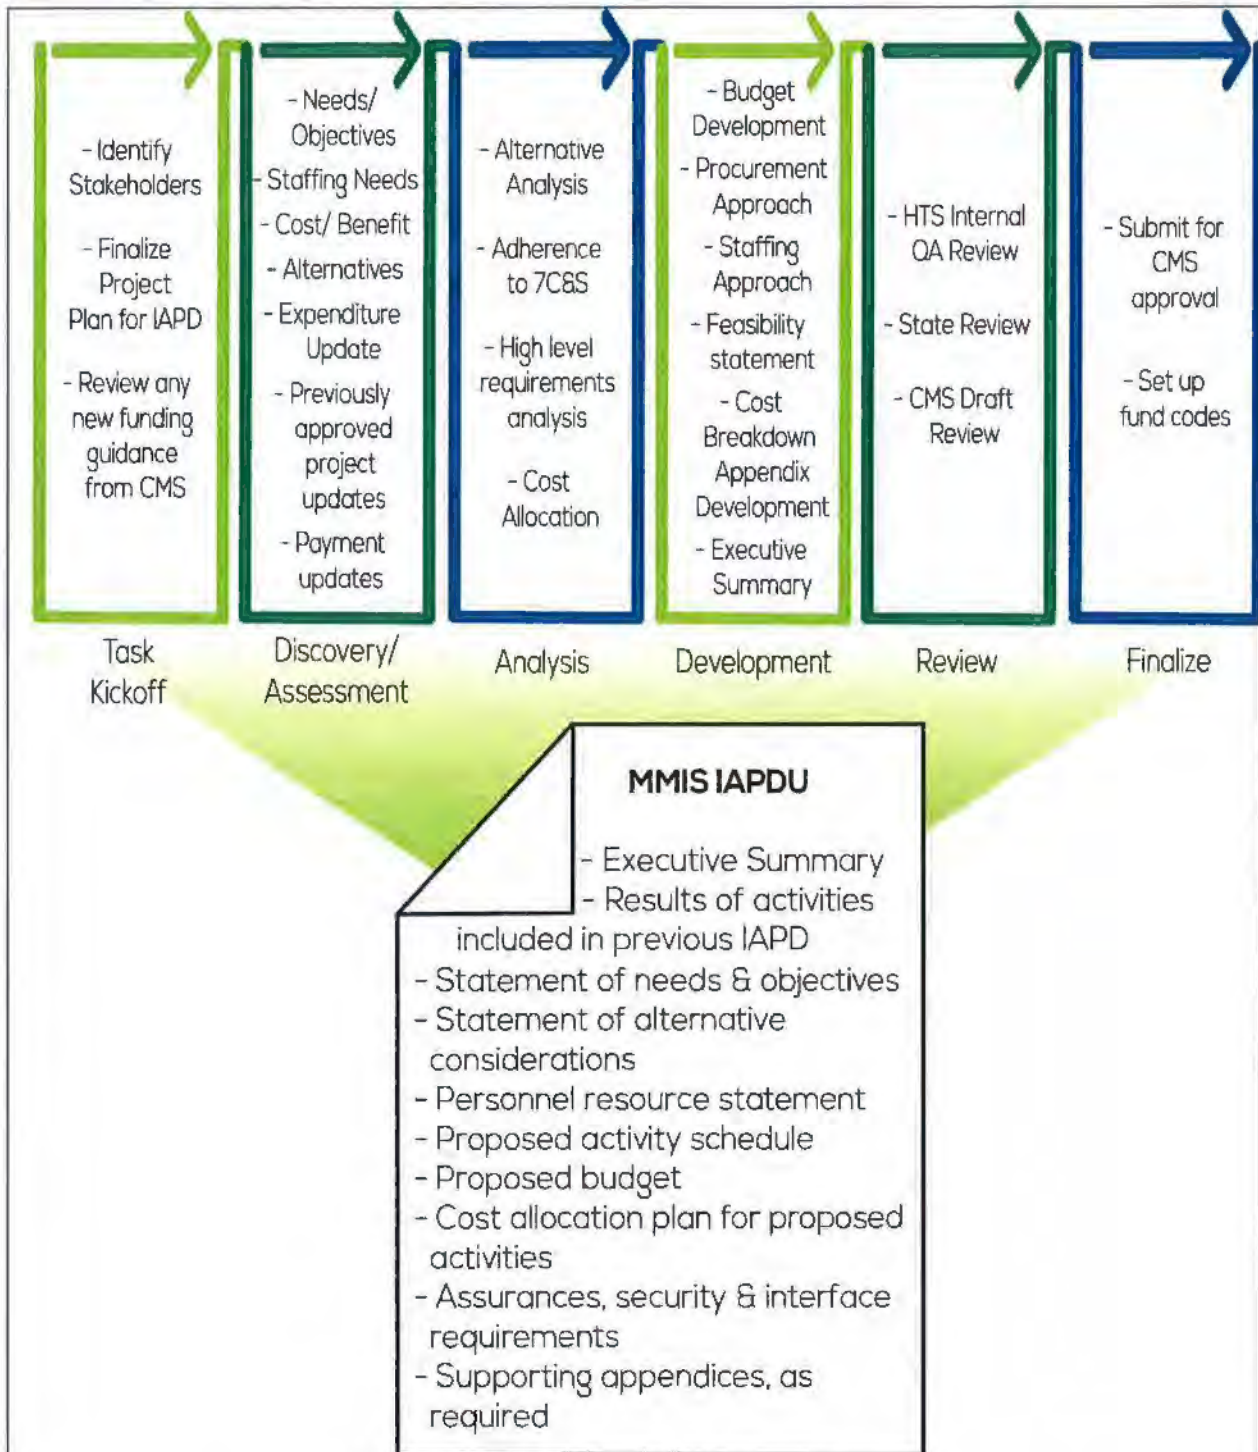 - Identify
Stakeholders
- Finalize
Project
Plan for IAPD
- Review any
new funding
guidance
from CMS
Task
Kickoff
- Needs/
Objectives
- Staffing Needs
- Cost/ Benefit
- Alternatives
- Expenditure
Update
- Previously
approved
project
updates
- Payment
updates
Discovery/
Assessment
- Alternative
Analysis
- Adherence
to 7C&S
- High level
requirements
analysis
- Cost
Allocation
Analysis
- Budget
Development
- Procurement
Approach
- Staffing
Approach
- Feasibility
statement
- Cost
Breakdown
Appendix
Development
- Executive
Summary
Development
- HTS Internal
QA Review
- State Review
- CMS Draft
Review
Review
- Submit for
CMS
approval
- Set up
fund codes
Finalize
MMIS IAPDU
- Executive Summary
- Results of activities
included in previous IAPD
- Statement of needs & objectives
- Statement of alternative
considerations
- Personnel resource statement
- Proposed activity schedule
- Proposed budget
- Cost allocation plan for proposed
activities
- Assurances, security & interface
requirements
- Supporting appendices, as
required